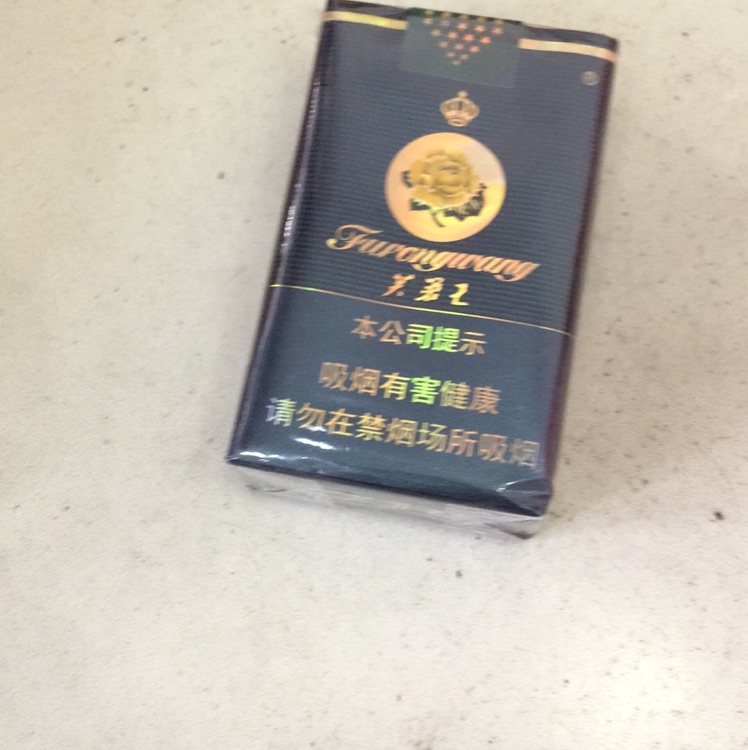 ®
Furongwang
芙蓉王
本公司提示
吸烟有害健康
请勿在禁烟场所吸烟